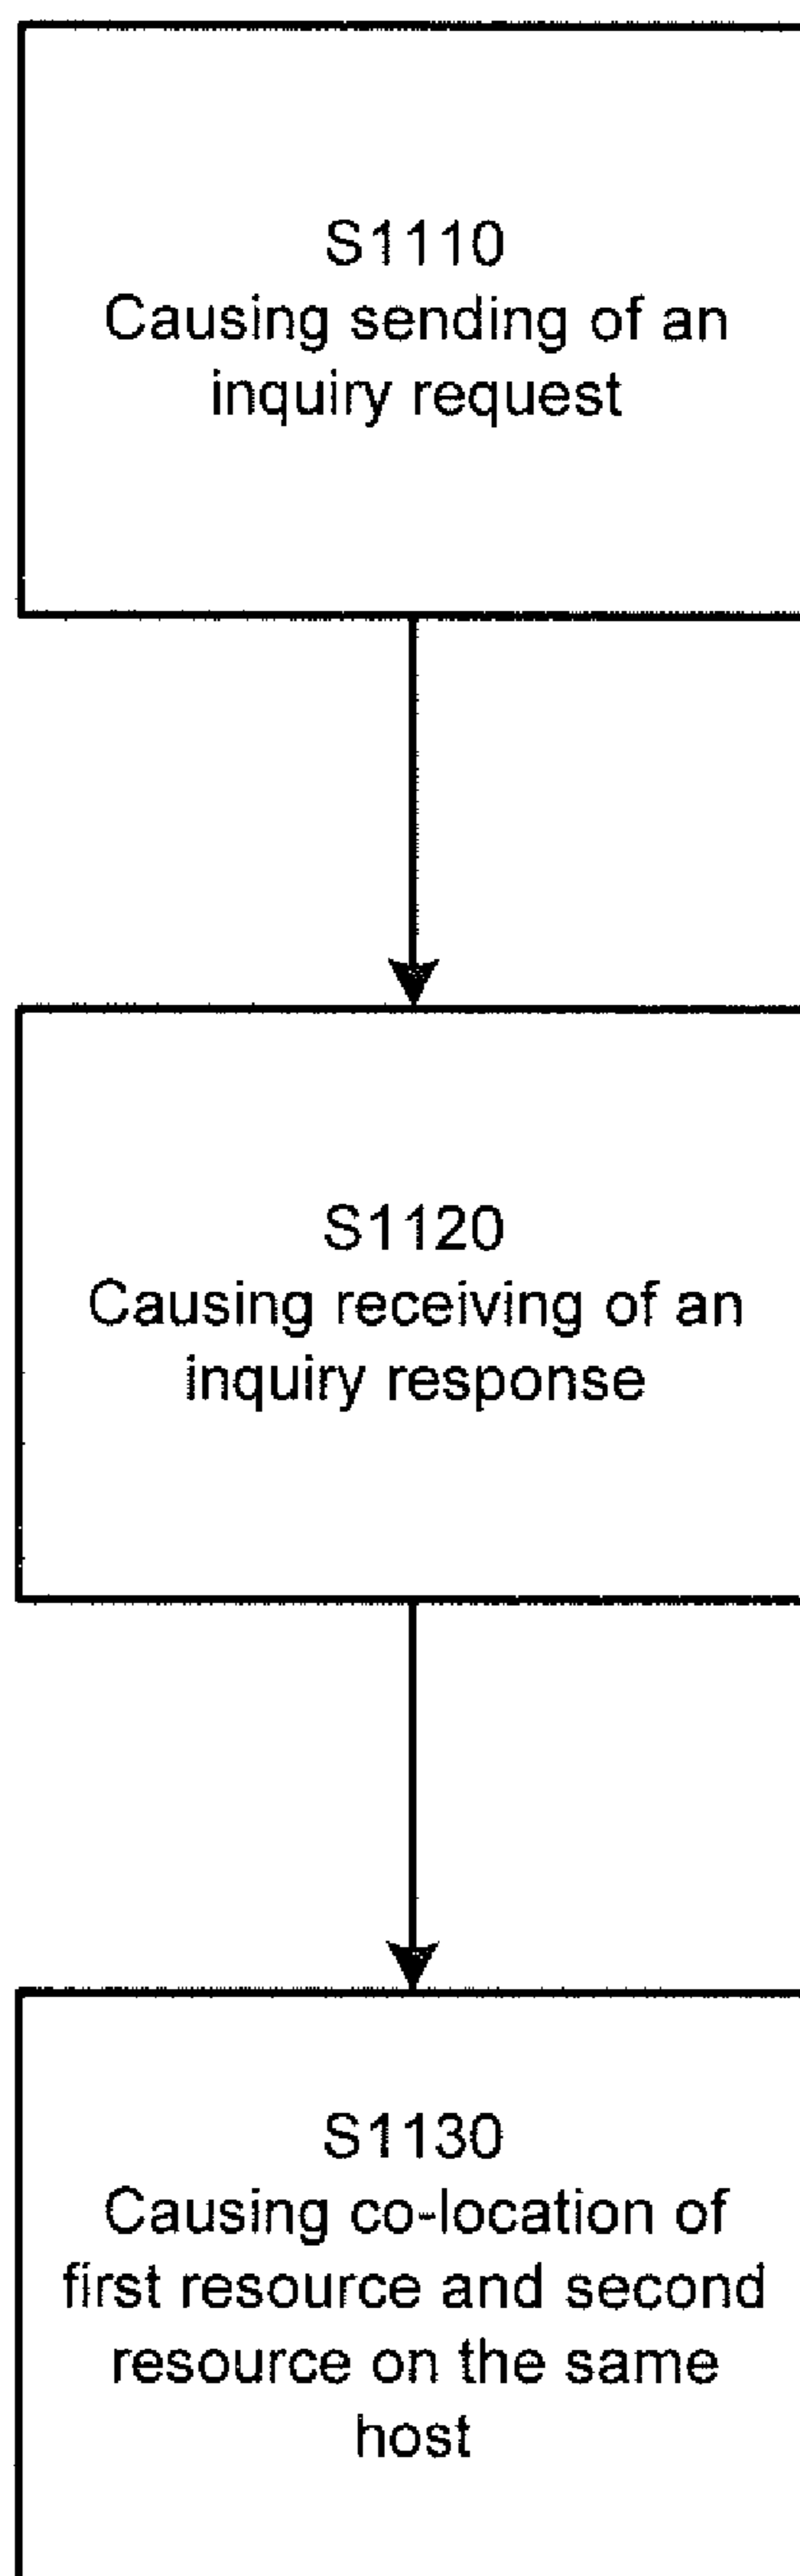 S1110
Causing sending of an
inquiry request
S1120
Causing receiving of an
inquiry response
S1130
Causing co-location of
first resource and second
resource on the same
host